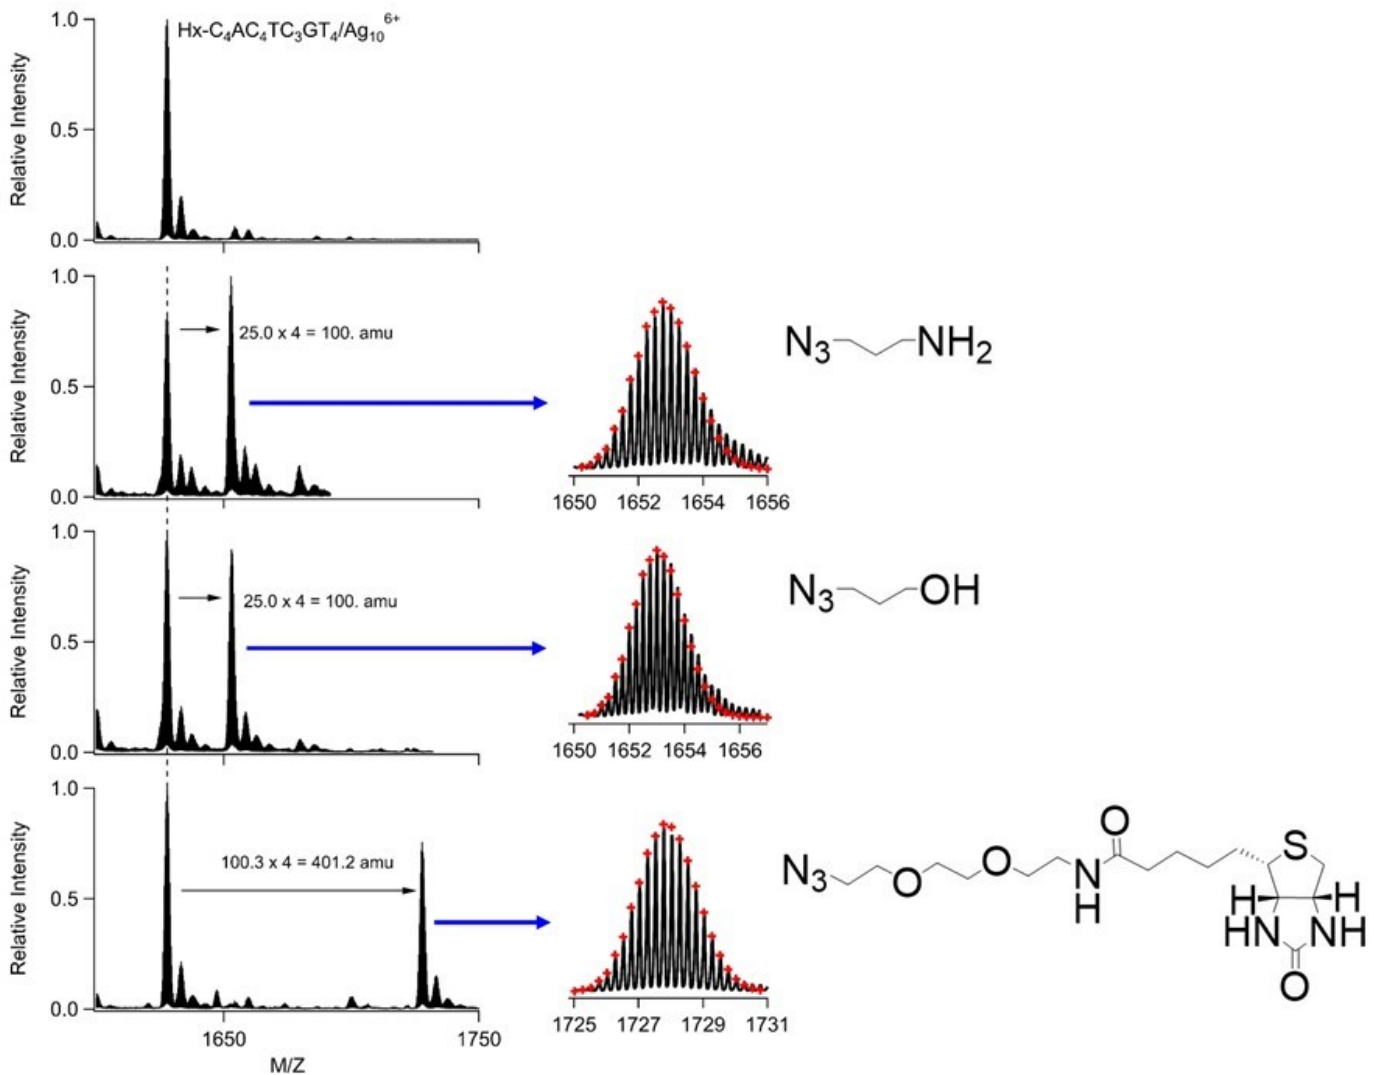 Relative Intensity
1.0
0.5
0.0
Hx-C₄AC₄TC₃GT₄/Ag₁₀⁶⁺
Relative Intensity
1.0
0.5
0.0
25.0 x 4 = 100. amu
1650 1652 1654 1656
N₃ NH₂
Relative Intensity
1.0
0.5
0.0
25.0 x 4 = 100. amu
1650 1652 1654 1656
N₃ OH
Relative Intensity
1.0
0.5
0.0
100.3 x 4 = 401.2 amu
1650 1750
M/Z
1725 1727 1729 1731
O
S
N₃ O O N
H
H H
HN NH
O